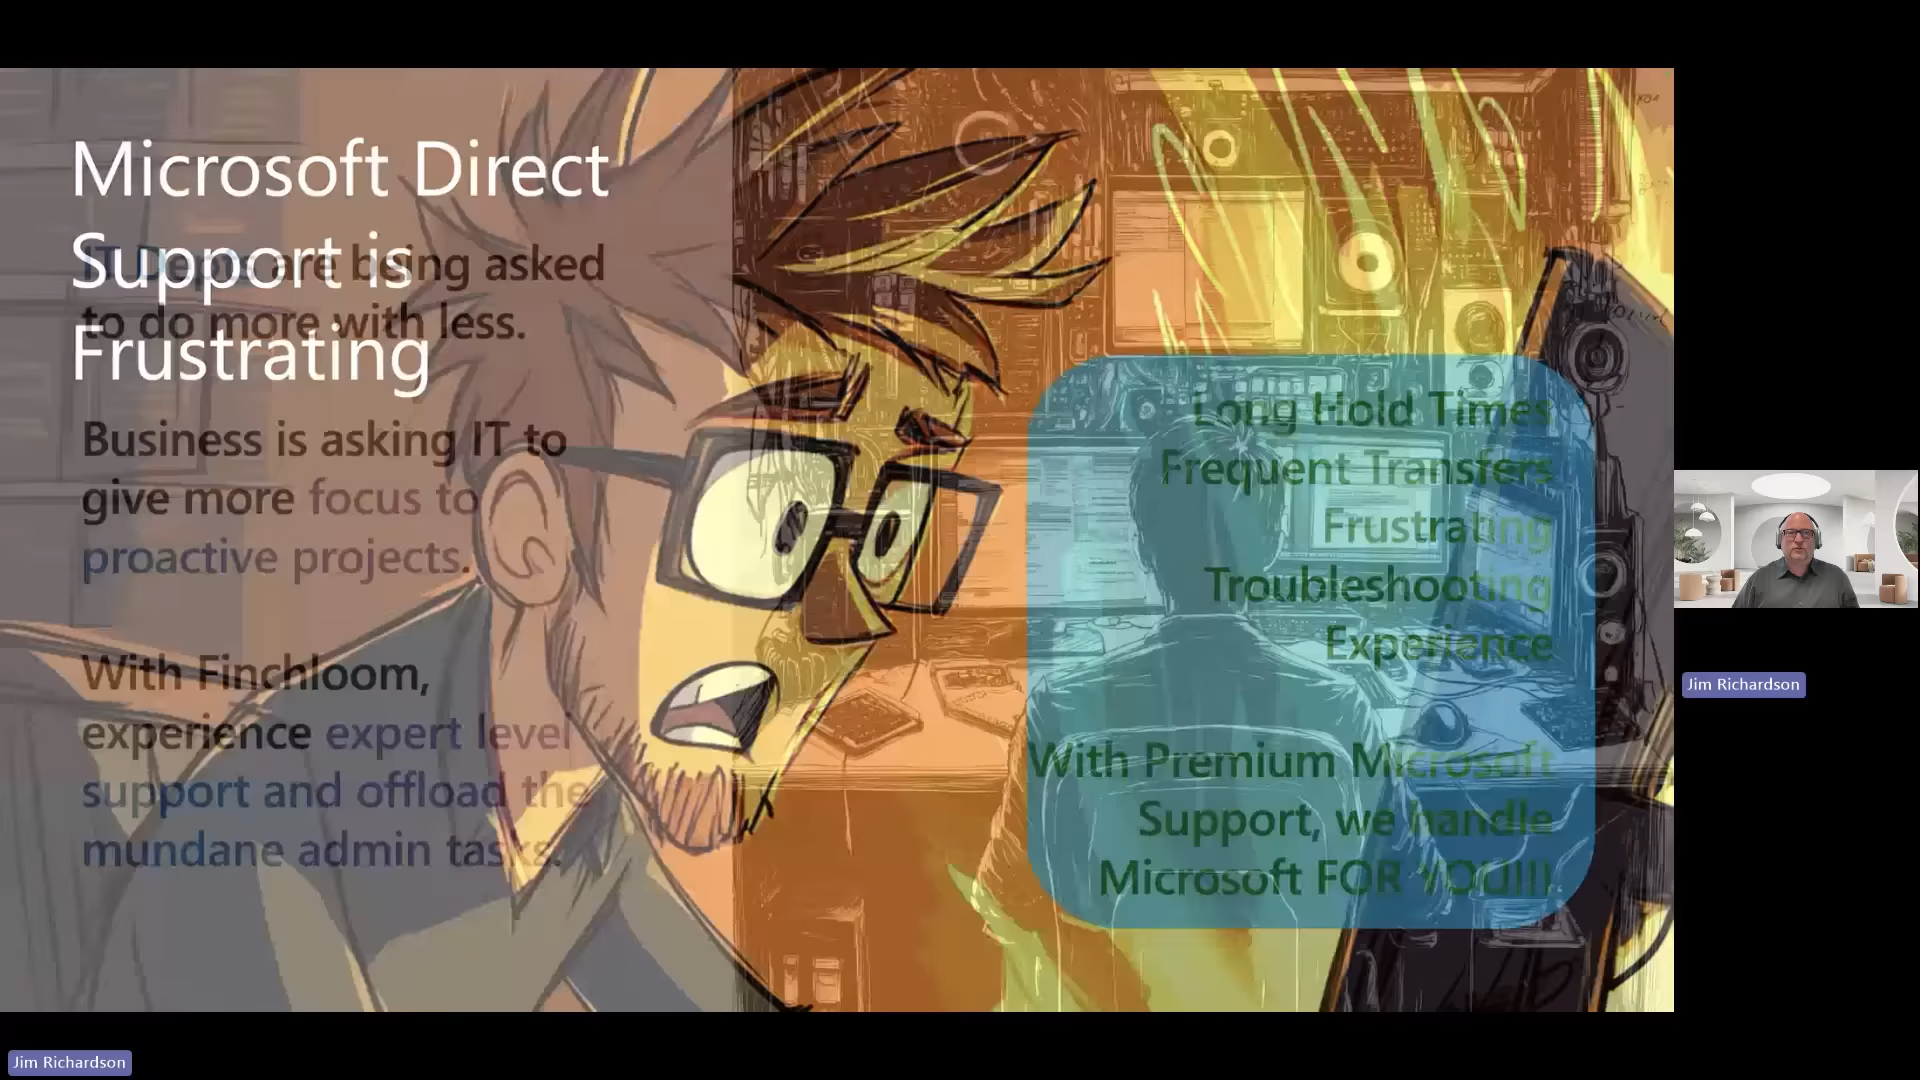 Microsoft Direct
Support is
Frustrating
IT Depts are being asked
to do more with less.
Business is asking IT to
give more focus to
proactive projects.
With Finchloom,
experience expert level
support and offload the
mundane admin tasks.
Long Hold Times
Frequent Transfers
Frustrating
Troubleshooting
Experience
With Premium Microsoft
Support, we handle
Microsoft FOR YOU!!!
Jim Richardson
Jim Richardson